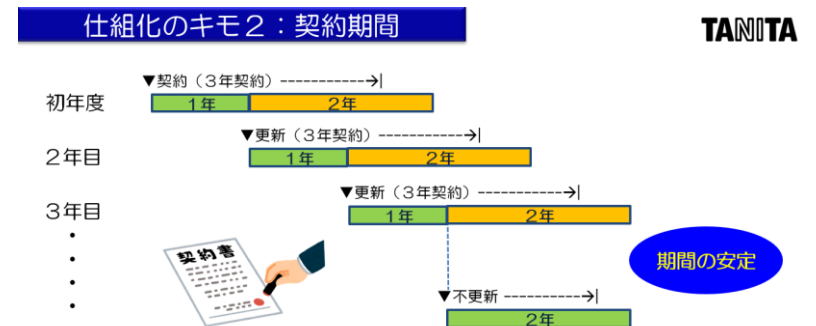 仕組化のキモ2：契約期間
TANITA
▼契約（3年契約）-----------→|
初年度
1年 2年
▼更新（3年契約）-----------→|
2年目
1年 2年
▼更新（3年契約）-----------→|
3年目
1年 2年
・
・
・
・
契約書
期間の安定
▼不更新 -----------→|
2年